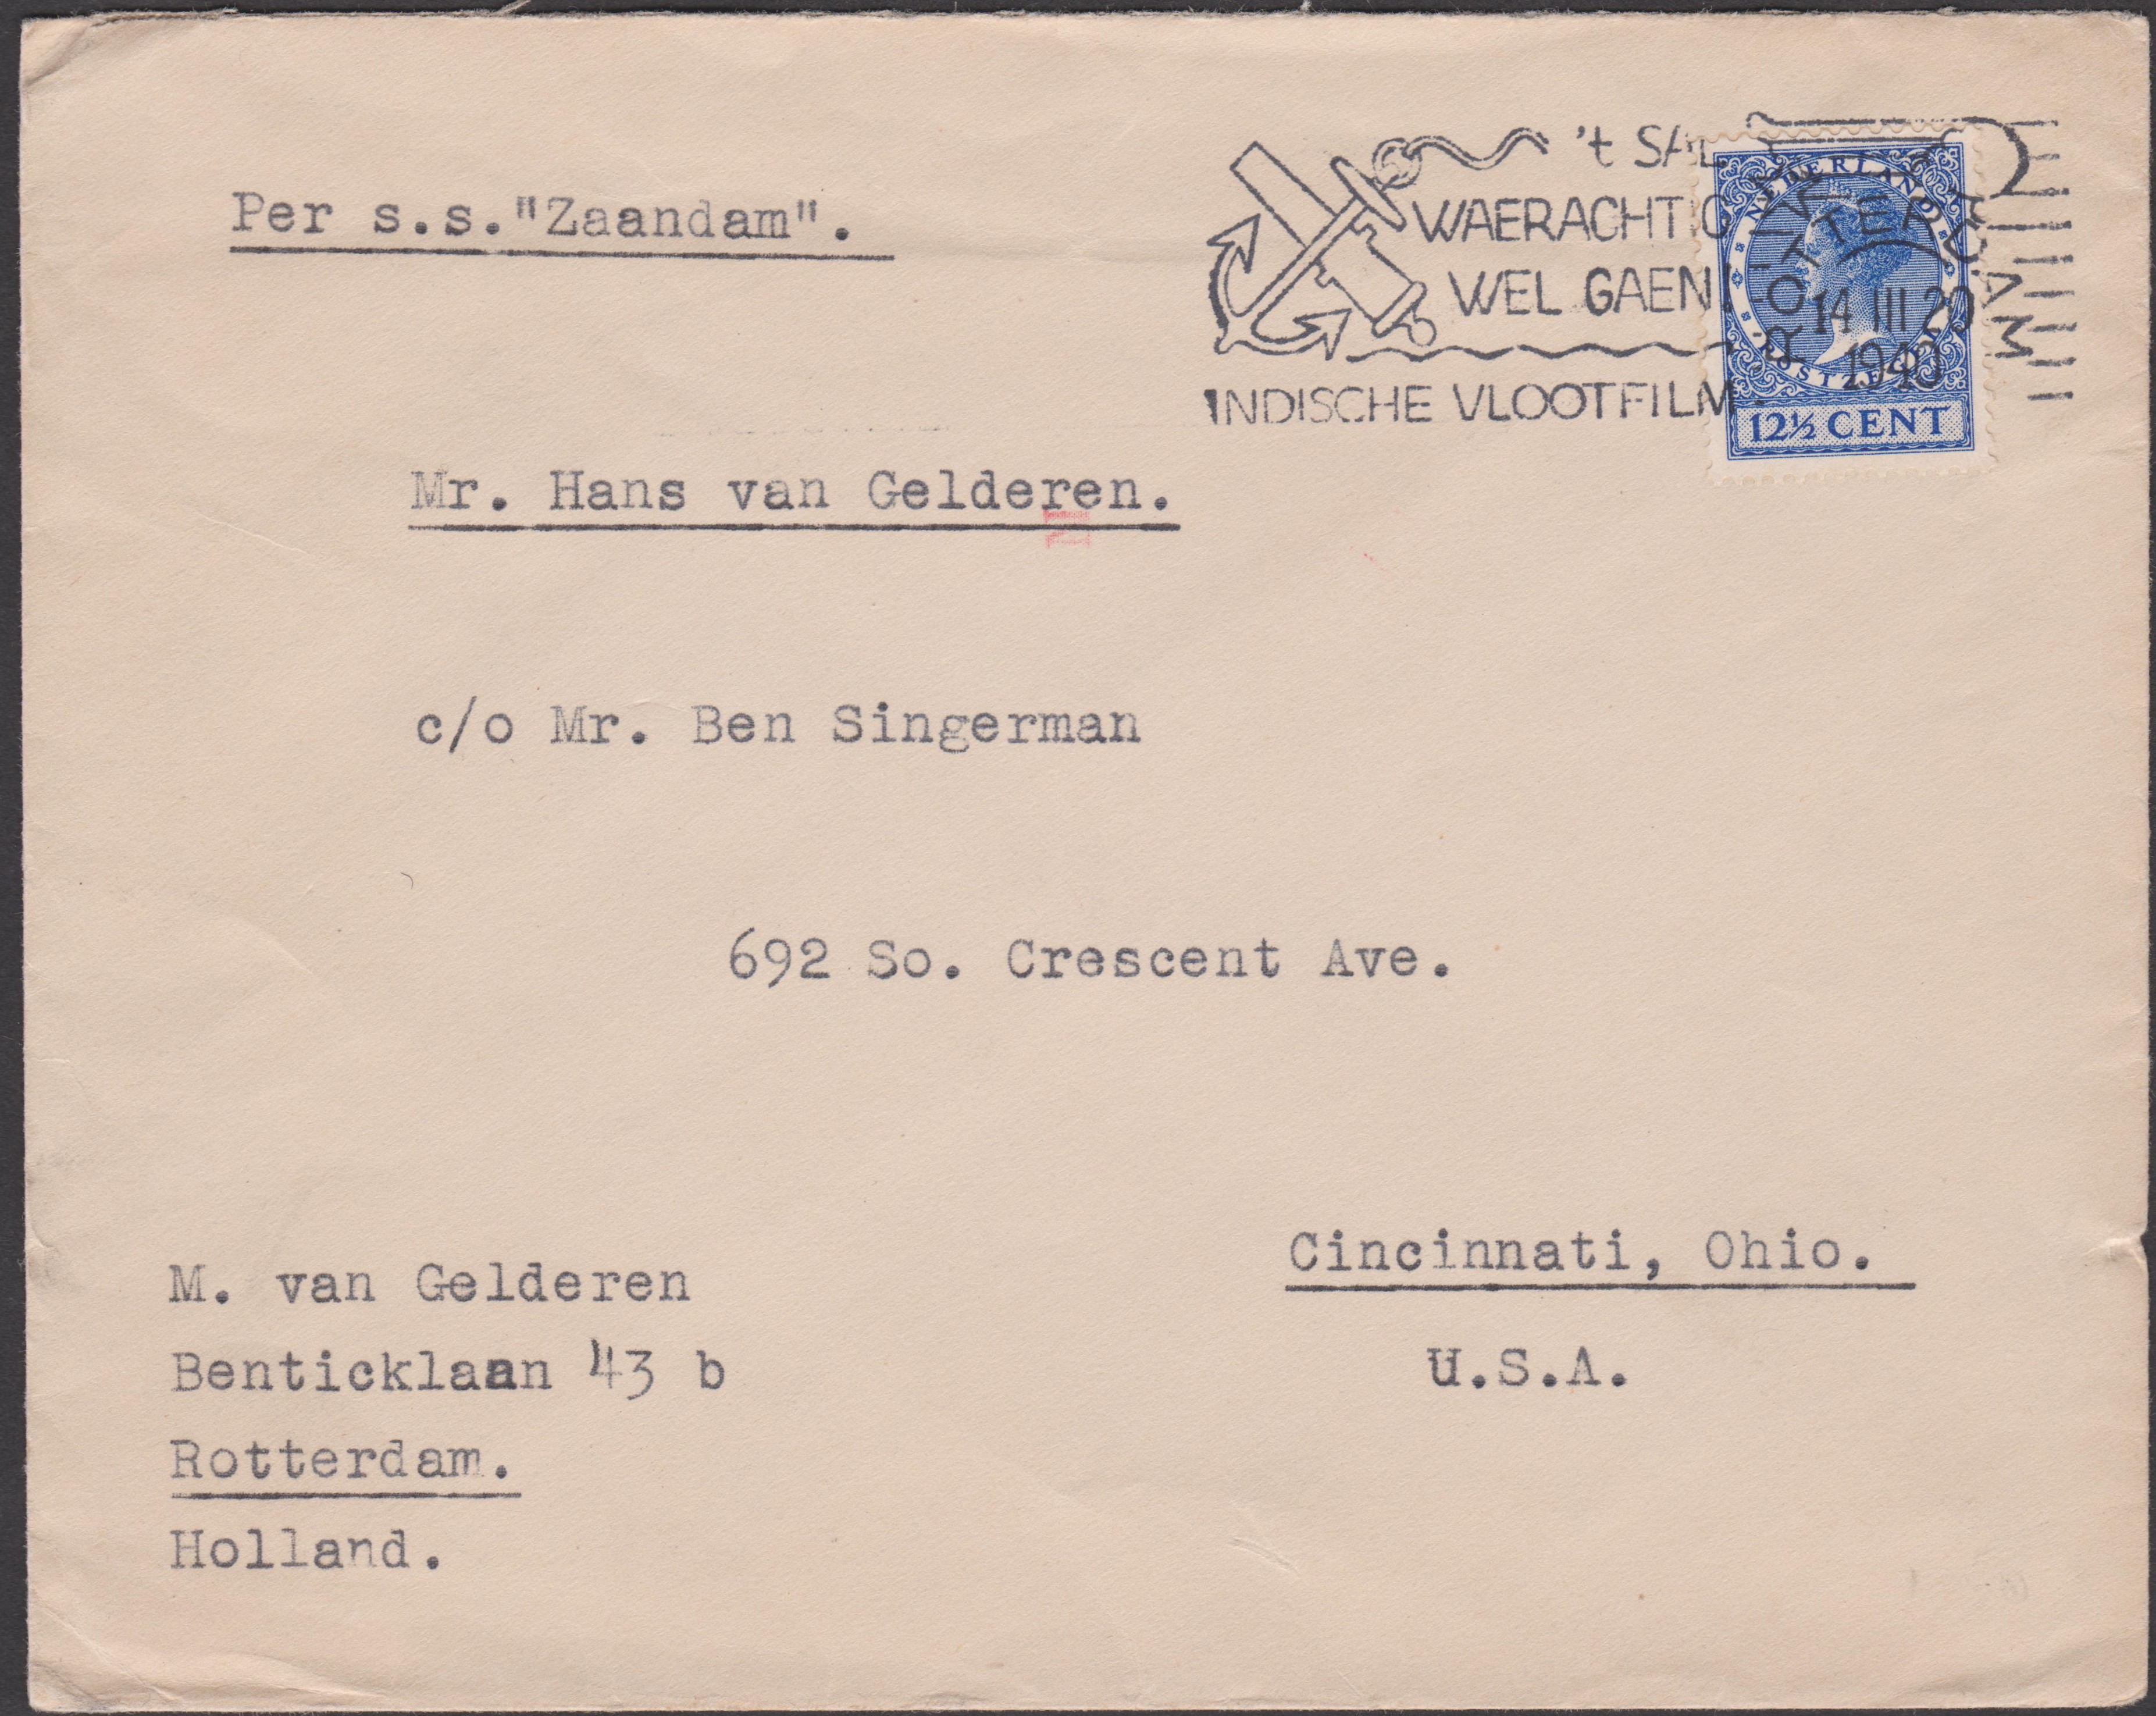 Per s.s."Zaandam".
't SAL
WAERACHTIG
WEL GAEN!
INDISCHE VLOOTFILM.
NEDERLAND
POSTZEGEL
12½ CENT
ROTTERDAM
14 III 20
1940
Mr. Hans van Gelderen.
c/o Mr. Ben Singerman
692 So. Crescent Ave.
Cincinnati, Ohio.
U.S.A.
M. van Gelderen
Benticklaan 43 b
Rotterdam.
Holland.